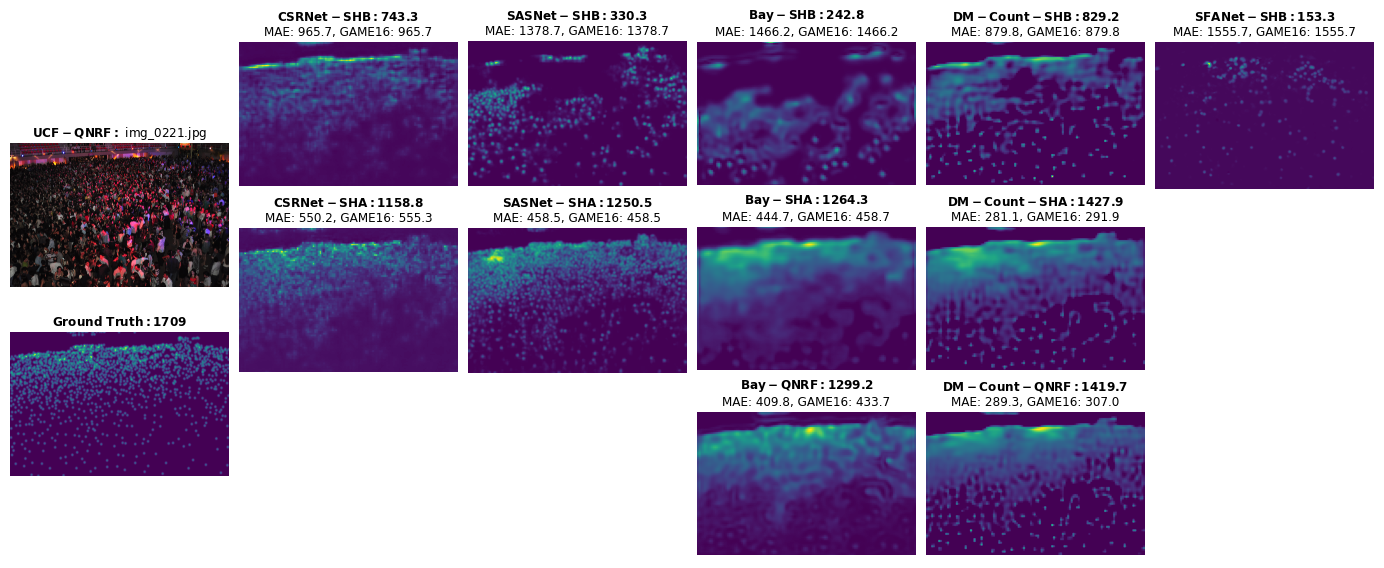 CSRNet − SHB : 743.3
MAE: 965.7, GAME16: 965.7
SASNet − SHB : 330.3
MAE: 1378.7, GAME16: 1378.7
Bay − SHB : 242.8
MAE: 1466.2, GAME16: 1466.2
DM − Count − SHB : 829.2
MAE: 879.8, GAME16: 879.8
SFANet − SHB : 153.3
MAE: 1555.7, GAME16: 1555.7
UCF − QNRF : img_0221.jpg
CSRNet − SHA : 1158.8
MAE: 550.2, GAME16: 555.3
SASNet − SHA : 1250.5
MAE: 458.5, GAME16: 458.5
Bay − SHA : 1264.3
MAE: 444.7, GAME16: 458.7
DM − Count − SHA : 1427.9
MAE: 281.1, GAME16: 291.9
Ground Truth : 1709
Bay − QNRF : 1299.2
MAE: 409.8, GAME16: 433.7
DM − Count − QNRF : 1419.7
MAE: 289.3, GAME16: 307.0